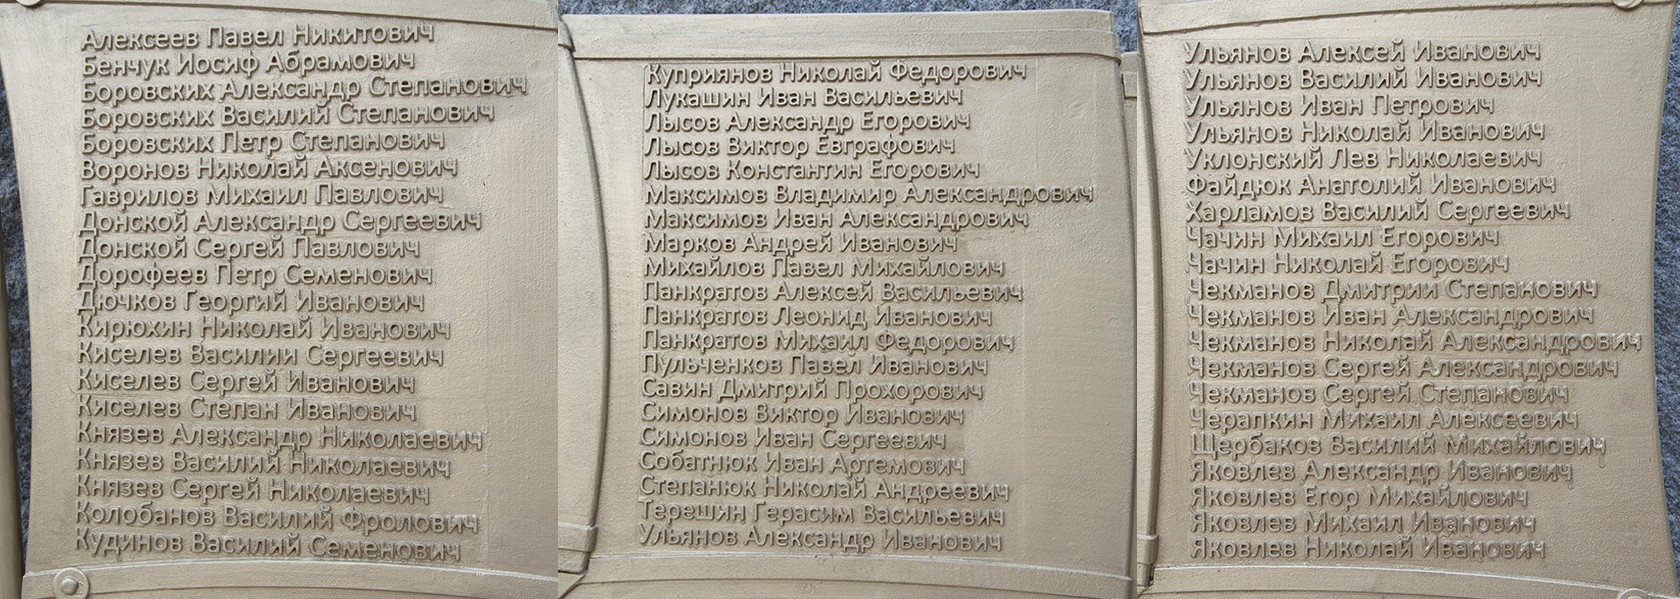 Алексеев Павел Никитович
Бенчук Иосиф Абрамович
Боровских Александр Степанович
Боровских Василий Степанович
Боровских Петр Степанович
Воронов Николай Аксенович
Гаврилов Михаил Павлович
Донской Александр Сергеевич
Донской Сергей Павлович
Дорофеев Петр Семенович
Дючков Георгий Иванович
Кирюхин Николай Иванович
Киселев Василии Сергеевич
Киселев Сергей Иванович
Киселев Степан Иванович
Князев Александр Николаевич
Князев Василий Николаевич
Князев Сергей Николаевич
Колобанов Василий Фролович
Кудинов Василий Семенович
Куприянов Николай Федорович
Лукашин Иван Васильевич
Лысов Александр Егорович
Лысов Виктор Евграфович
Лысов Константин Егорович
Максимов Владимир Александрович
Максимов Иван Александрович
Марков Андрей Иванович
Михайлов Павел Михайлович
Панкратов Алексей Васильевич
Панкратов Леонид Иванович
Панкратов Михаил Федорович
Пульченков Павел Иванович
Савин Дмитрий Прохорович
Симонов Виктор Иванович
Симонов Иван Сергеевич
Собатнюк Иван Артемович
Степанюк Николай Андреевич
Терешин Герасим Васильевич
Ульянов Александр Иванович
Ульянов Алексей Иванович
Ульянов Василий Иванович
Ульянов Иван Петрович
Ульянов Николай Иванович
Уклонский Лев Николаевич
Файдюк Анатолий Иванович
Харламов Василий Сергеевич
Чачин Михаил Егорович
Чачин Николай Егорович
Чекманов Дмитрии Степанович
Чекманов Иван Александрович
Чекманов Николай Александрович
Чекманов Сергей Александрович
Чекманов Сергей Степанович
Черапкин Михаил Алексеевич
Щербаков Василий Михайлович
Яковлев Александр Иванович
Яковлев Егор Михайлович
Яковлев Михаил Иванович
Яковлев Николай Иванович